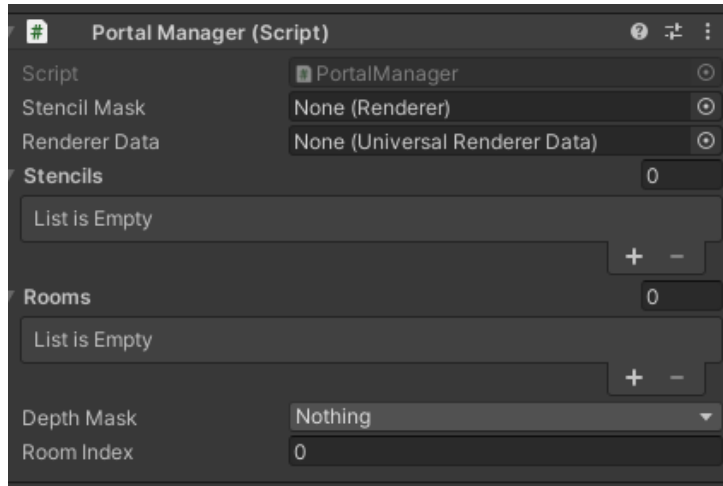 Portal Manager (Script)
Script PortalManager
Stencil Mask None (Renderer)
Renderer Data None (Universal Renderer Data)
Stencils 0
List is Empty
+ −
Rooms 0
List is Empty
+ −
Depth Mask Nothing
Room Index 0